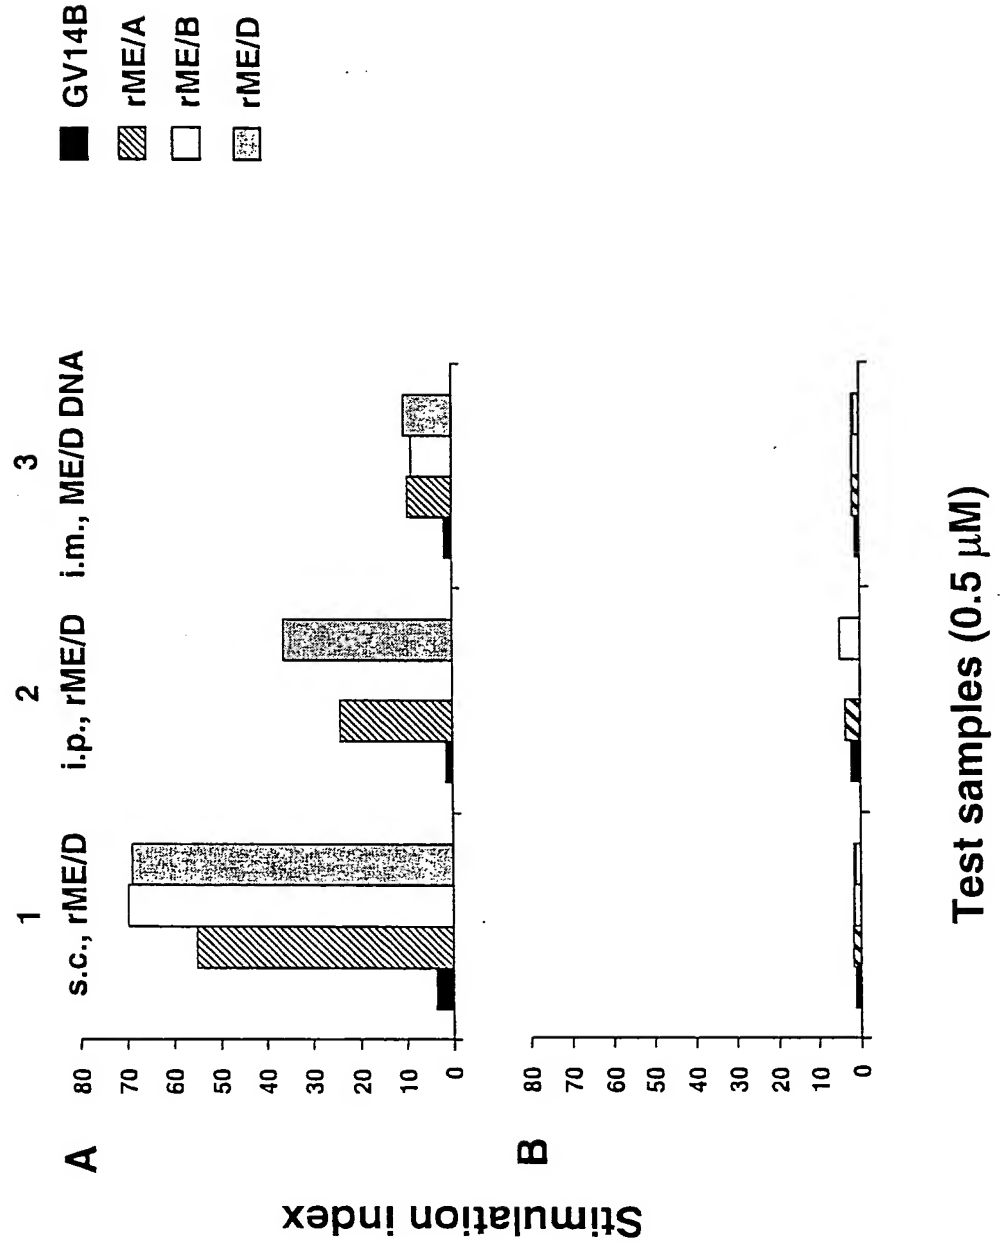 GV14B
rME/A
rME/B
rME/D
1
2
3
s.c., rME/D
i.p., rME/D
i.m., ME/D DNA
A
80
70
60
50
40
30
20
10
0
B
80
70
60
50
40
30
20
10
0
Stimulation index
Test samples (0.5 µM)